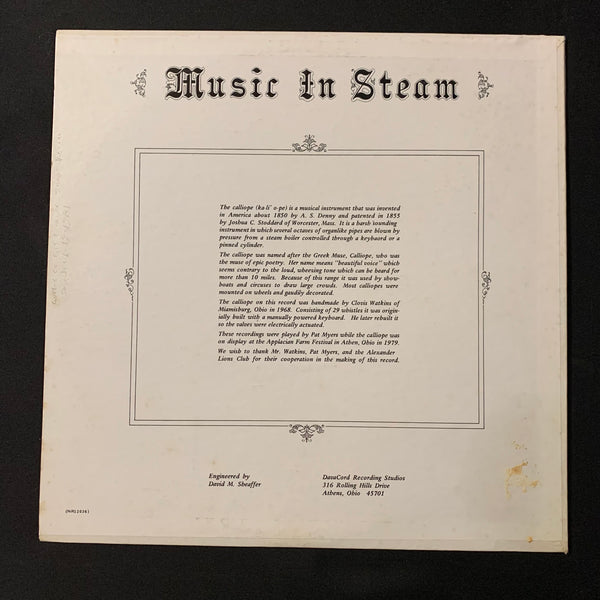 Music In Steam
The calliope (ka li' o-pe) is a musical instrument that was invented
in America about 1850 by A. S. Denny and patented in 1855
by Joshua C. Stoddard of Worcester, Mass. It is a harsh sounding
instrument in which several octaves of organlike pipes are blown by
pressure from a steam boiler controlled through a keyboard or a
pinned cylinder.
The calliope was named after the Greek Muse, Calliope, who was
the muse of epic poetry. Her name means "beautiful voice" which
seems contrary to the loud, wheezing tone which can be heard for
more than 10 miles. Because of this range it was used by show-
boats and circuses to draw large crowds. Most calliopes were
mounted on wheels and gaudily decorated.
The calliope on this record was handmade by Clovis Watkins of
Miamisburg, Ohio in 1968. Consisting of 29 whistles it was origin-
ially built with a manually powered keyboard. He later rebuilt it
so the valves were electrically actuated.
These recordings were played by Pat Myers while the calliope was
on display at the Applacian Farm Festival in Athen, Ohio in 1979.
We wish to thank Mr. Watkins, Pat Myers, and the Alexander
Lions Club for their cooperation in the making of this record.
Engineered by
David M. Sheaffer
DavaCord Recording Studios
316 Rolling Hills Drive
Athens, Ohio 45701